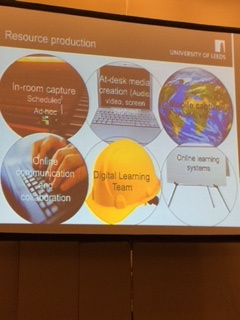 Resource production
UNIVERSITY OF LEEDS
In-room capture
Scheduled
Ad-hoc
At-desk media
creation (Audio,
video, screen
Online
communication
and
collaboration
Digital Learning
Team
Online learning
systems